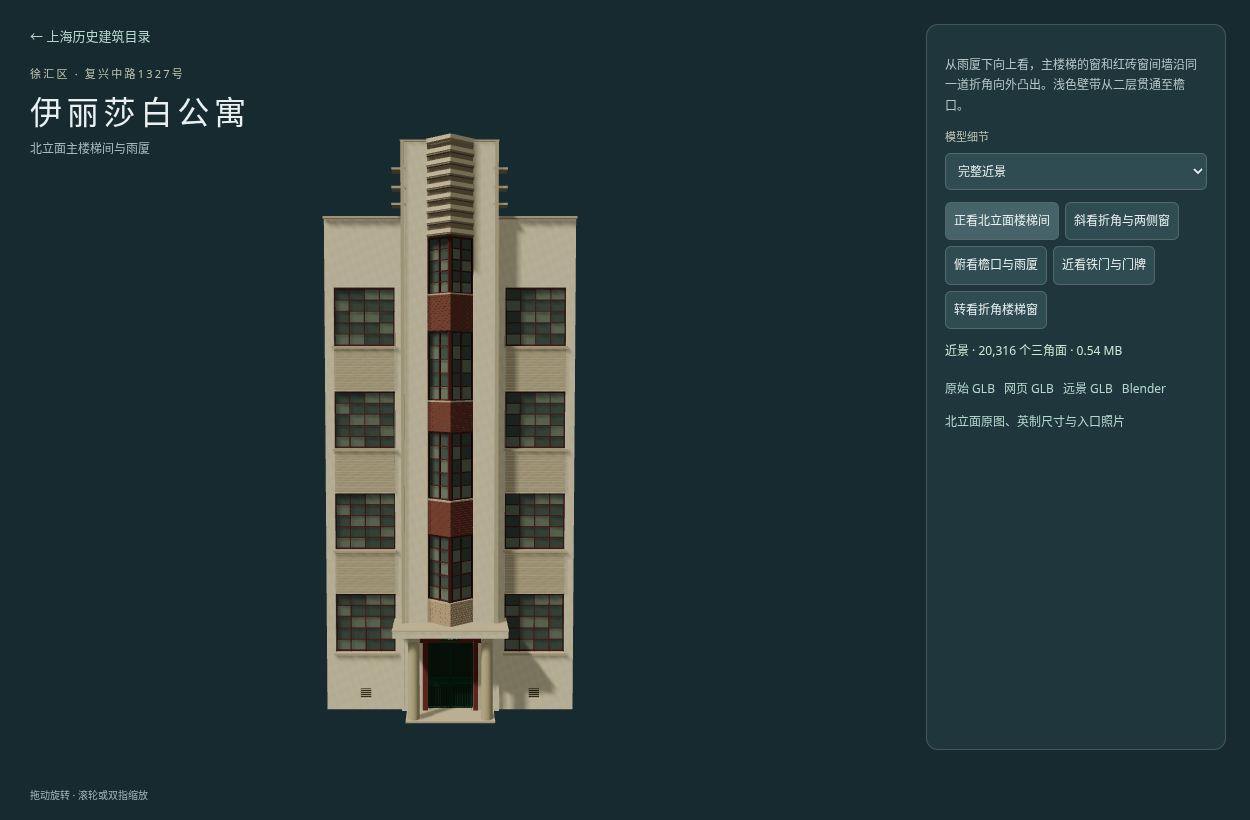 ← 上海历史建筑目录
徐汇区 · 复兴中路1327号
伊丽莎白公寓
北立面主楼梯间与雨厦
从雨厦下向上看，主楼梯的窗和红砖窗间墙沿同
一道折角向外凸出。浅色壁带从二层贯通至檐
口。
模型细节
完整近景
正看北立面楼梯间
斜看折角与两侧窗
俯看檐口与雨厦
近看铁门与门牌
转看折角楼梯窗
近景 · 20,316 个三角面 · 0.54 MB
原始 GLB 网页 GLB 远景 GLB Blender
北立面原图、英制尺寸与入口照片
拖动旋转 · 滚轮或双指缩放